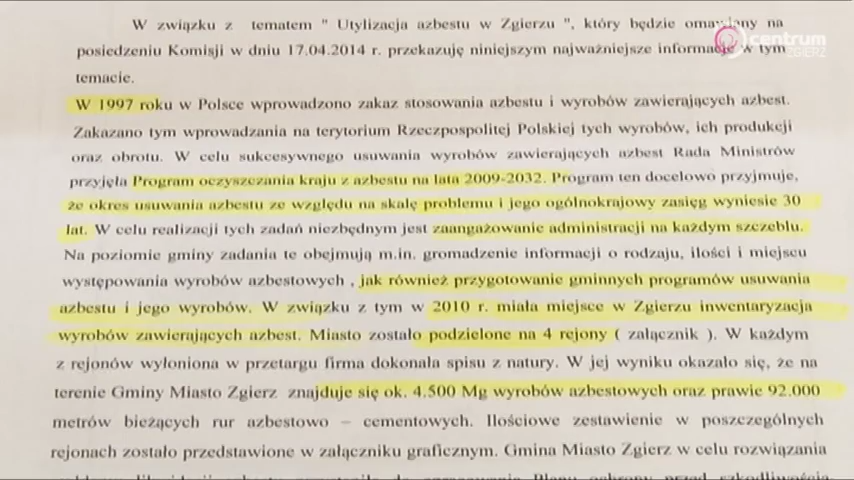 W związku z tematem " Utylizacja azbestu w Zgierzu ", który będzie omawiany na
posiedzeniu Komisji w dniu 17.04.2014 r. przekazuję niniejszym najważniejsze informacje w tym
temacie.
centrum
ZGIERZ
W 1997 roku w Polsce wprowadzono zakaz stosowania azbestu i wyrobów zawierających azbest.
Zakazano tym wprowadzania na terytorium Rzeczpospolitej Polskiej tych wyrobów, ich produkcji
oraz obrotu. W celu sukcesywnego usuwania wyrobów zawierających azbest Rada Ministrów
przyjęła Program oczyszczania kraju z azbestu na lata 2009-2032. Program ten docelowo przyjmuje,
że okres usuwania azbestu ze względu na skalę problemu i jego ogólnokrajowy zasięg wyniesie 30
lat. W celu realizacji tych zadań niezbędnym jest zaangażowanie administracji na każdym szczeblu.
Na poziomie gminy zadania te obejmują m.in. gromadzenie informacji o rodzaju, ilości i miejscu
występowania wyrobów azbestowych , jak również przygotowanie gminnych programów usuwania
azbestu i jego wyrobów. W związku z tym w 2010 r. miała miejsce w Zgierzu inwentaryzacja
wyrobów zawierających azbest. Miasto zostało podzielone na 4 rejony ( załącznik ). W każdym
z rejonów wyłoniona w przetargu firma dokonała spisu z natury. W jej wyniku okazało się, że na
terenie Gminy Miasto Zgierz znajduje się ok. 4.500 Mg wyrobów azbestowych oraz prawie 92.000
metrów bieżących rur azbestowo – cementowych. Ilościowe zestawienie w poszczególnych
rejonach zostało przedstawione w załączniku graficznym. Gmina Miasto Zgierz w celu rozwiązania